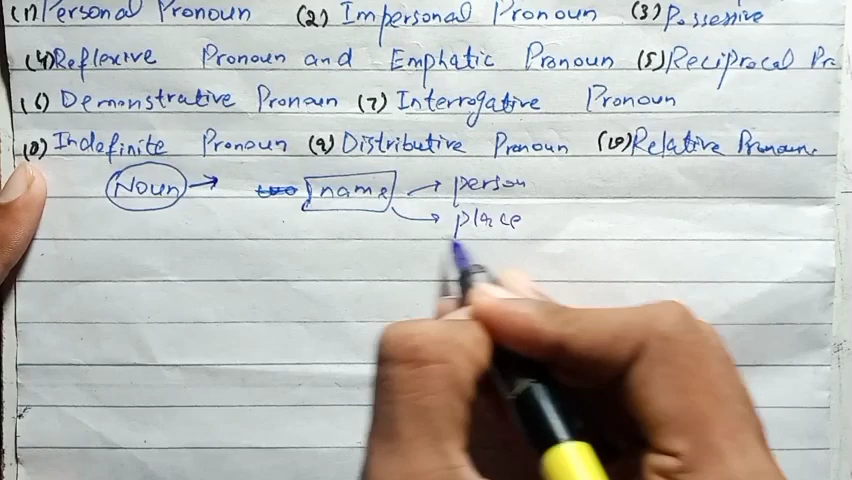 (1) Personal Pronoun (2) Impersonal Pronoun (3) Possessive
(4) Reflexive Pronoun and Emphatic Pronoun (5) Reciprocal Pr
(6) Demonstrative Pronoun (7) Interrogative Pronoun
(8) Indefinite Pronoun (9) Distributive Pronoun (10) Relative Pronoun
Noun → name → person
→ place